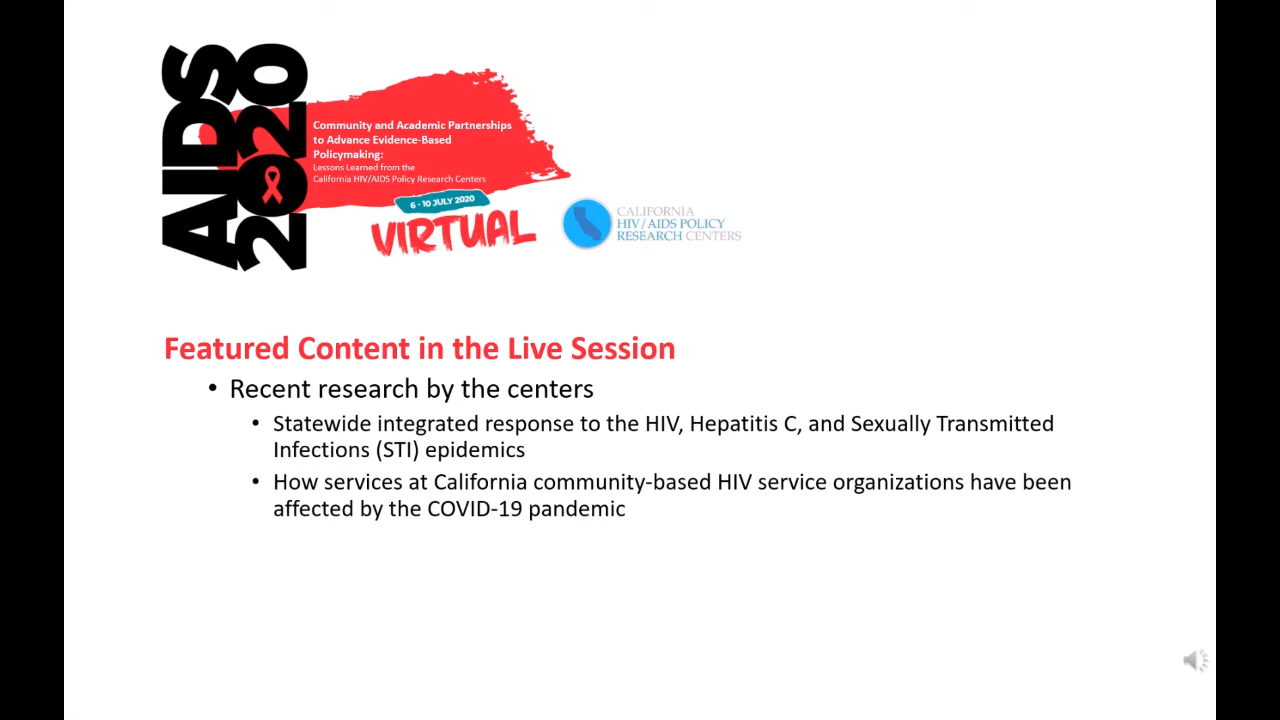 AIDS
2020
Community and Academic Partnerships
to Advance Evidence-Based
Policymaking:
Lessons Learned from the
California HIV/AIDS Policy Research Centers
6 - 10 JULY 2020
VIRTUAL
CALIFORNIA
HIV/AIDS POLICY
RESEARCH CENTERS
Featured Content in the Live Session
• Recent research by the centers
• Statewide integrated response to the HIV, Hepatitis C, and Sexually Transmitted
Infections (STI) epidemics
• How services at California community-based HIV service organizations have been
affected by the COVID-19 pandemic